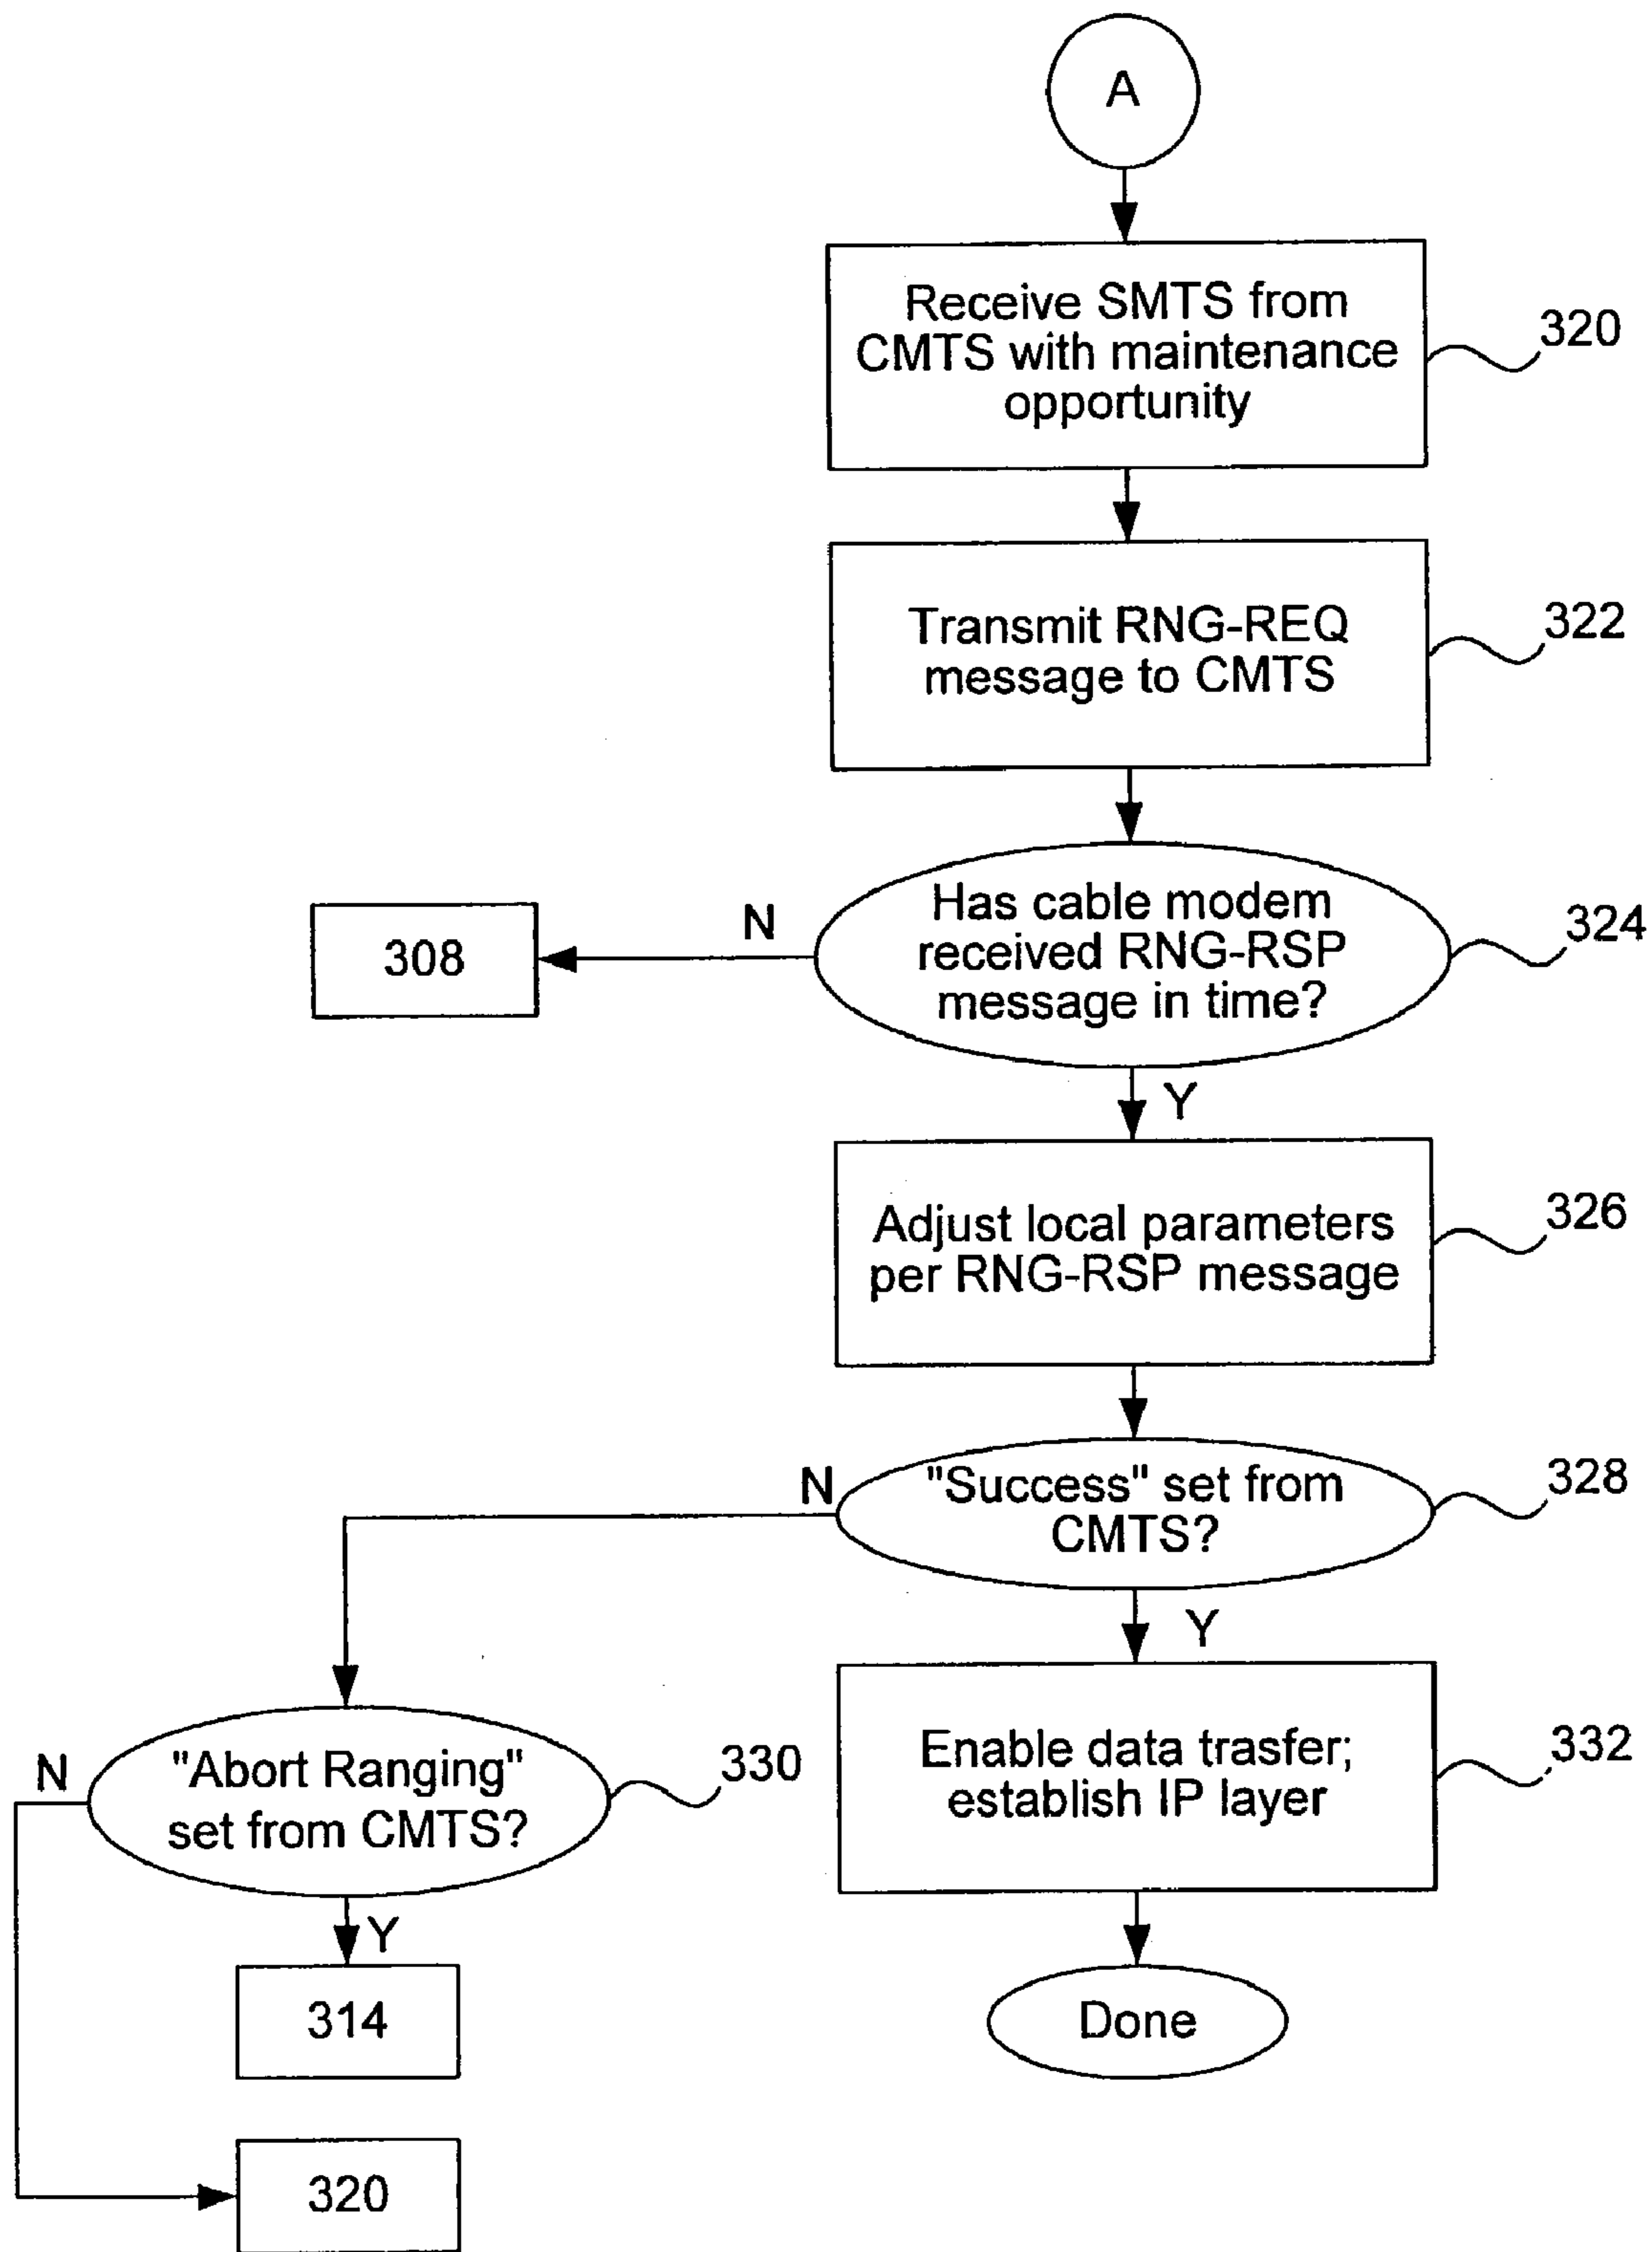 A
Receive SMTS from
CMTS with maintenance
opportunity
320
Transmit RNG-REQ
message to CMTS
322
Has cable modem
received RNG-RSP
message in time?
324
N
308
Y
Adjust local parameters
per RNG-RSP message
326
"Success" set from
CMTS?
328
N
Y
"Abort Ranging"
set from CMTS?
330
N
Enable data trasfer;
establish IP layer
332
Y
314
Done
320